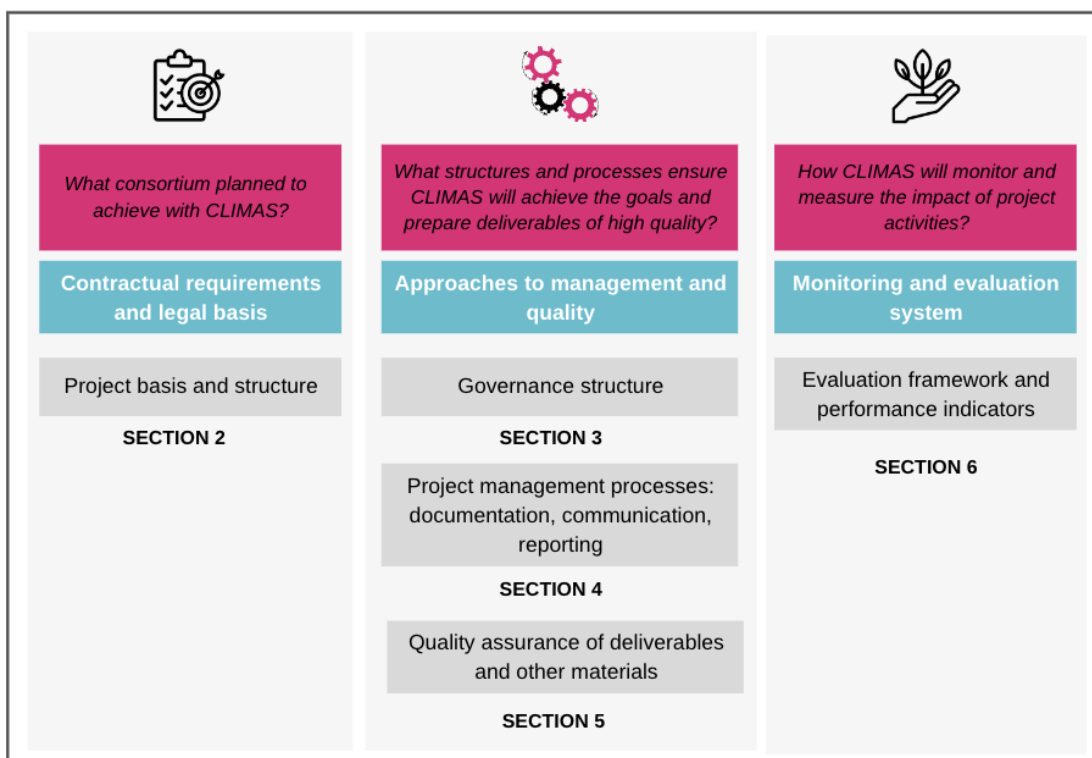 What consortium planned to
achieve with CLIMAS?
Contractual requirements
and legal basis
Project basis and structure
SECTION 2
What structures and processes ensure
CLIMAS will achieve the goals and
prepare deliverables of high quality?
Approaches to management and
quality
Governance structure
SECTION 3
Project management processes:
documentation, communication,
reporting
SECTION 4
Quality assurance of deliverables
and other materials
SECTION 5
How CLIMAS will monitor and
measure the impact of project
activities?
Monitoring and evaluation
system
Evaluation framework and
performance indicators
SECTION 6